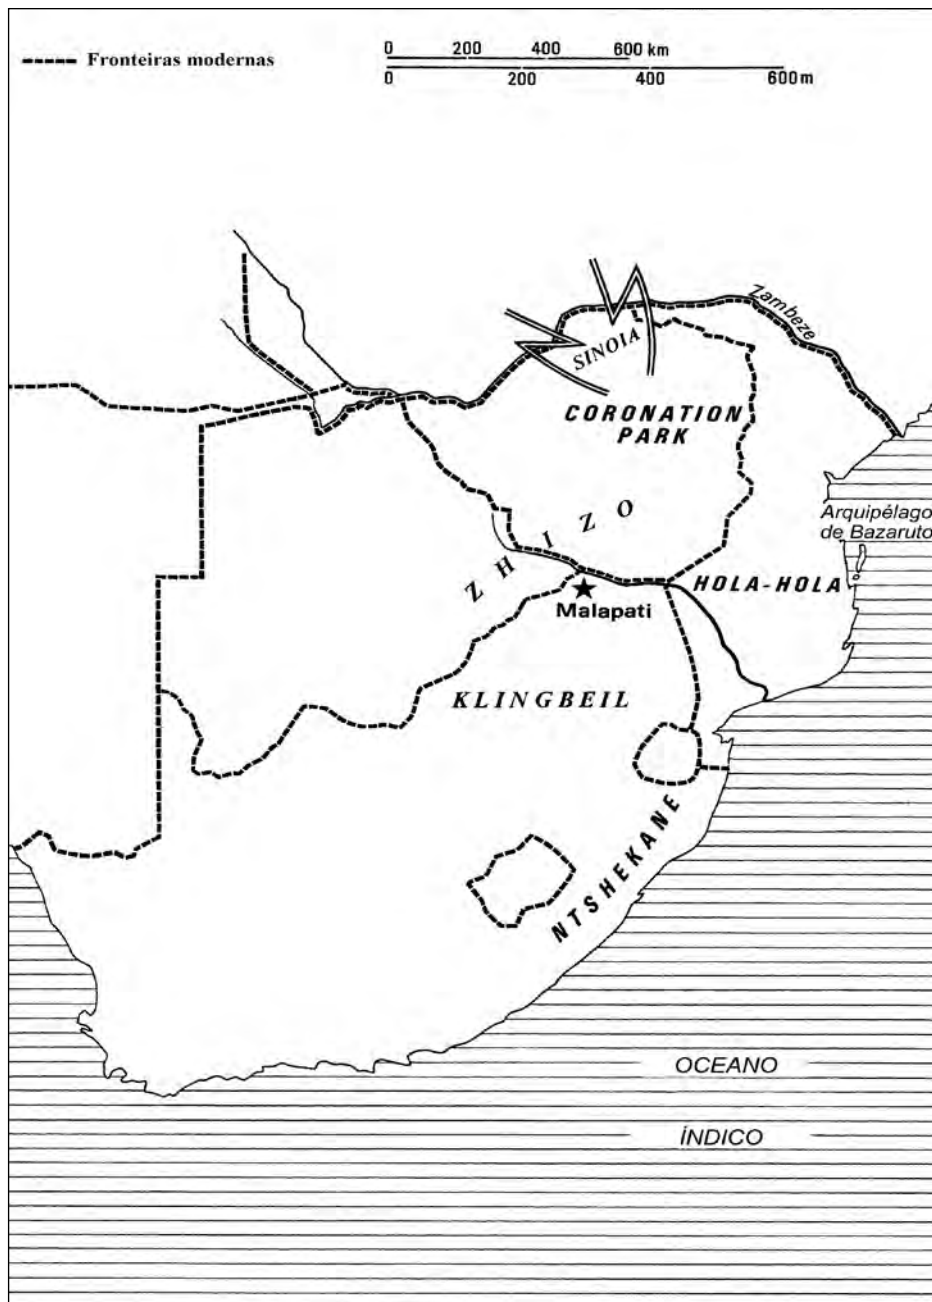 Fronteiras modernas
0 200 400 600 km
0 200 400 600 m
Zambeze
SINOIA
CORONATION
PARK
ZHIZO
Arquipélago
de Bazaruto
HOLA-HOLA
Malapati
KLINGBEIL
NTSHEKANE
OCEANO
ÍNDICO